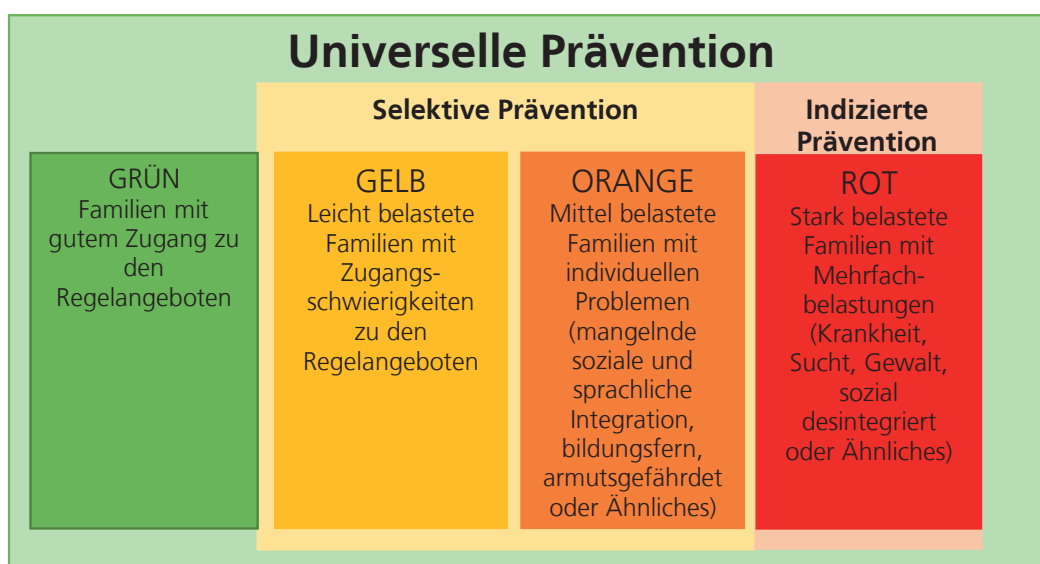 Universelle Prävention
Selektive Prävention
Indizierte
Prävention
GRÜN
Familien mit
gutem Zugang zu
den
Regelangeboten
GELB
Leicht belastete
Familien mit
Zugangs-
schwierigkeiten
zu den
Regelangeboten
ORANGE
Mittel belastete
Familien mit
individuellen
Problemen
(mangelnde
soziale und
sprachliche
Integration,
bildungsfern,
armutsgefährdet
oder Ähnliches)
ROT
Stark belastete
Familien mit
Mehrfach-
belastungen
(Krankheit,
Sucht, Gewalt,
sozial
desintegriert
oder Ähnliches)